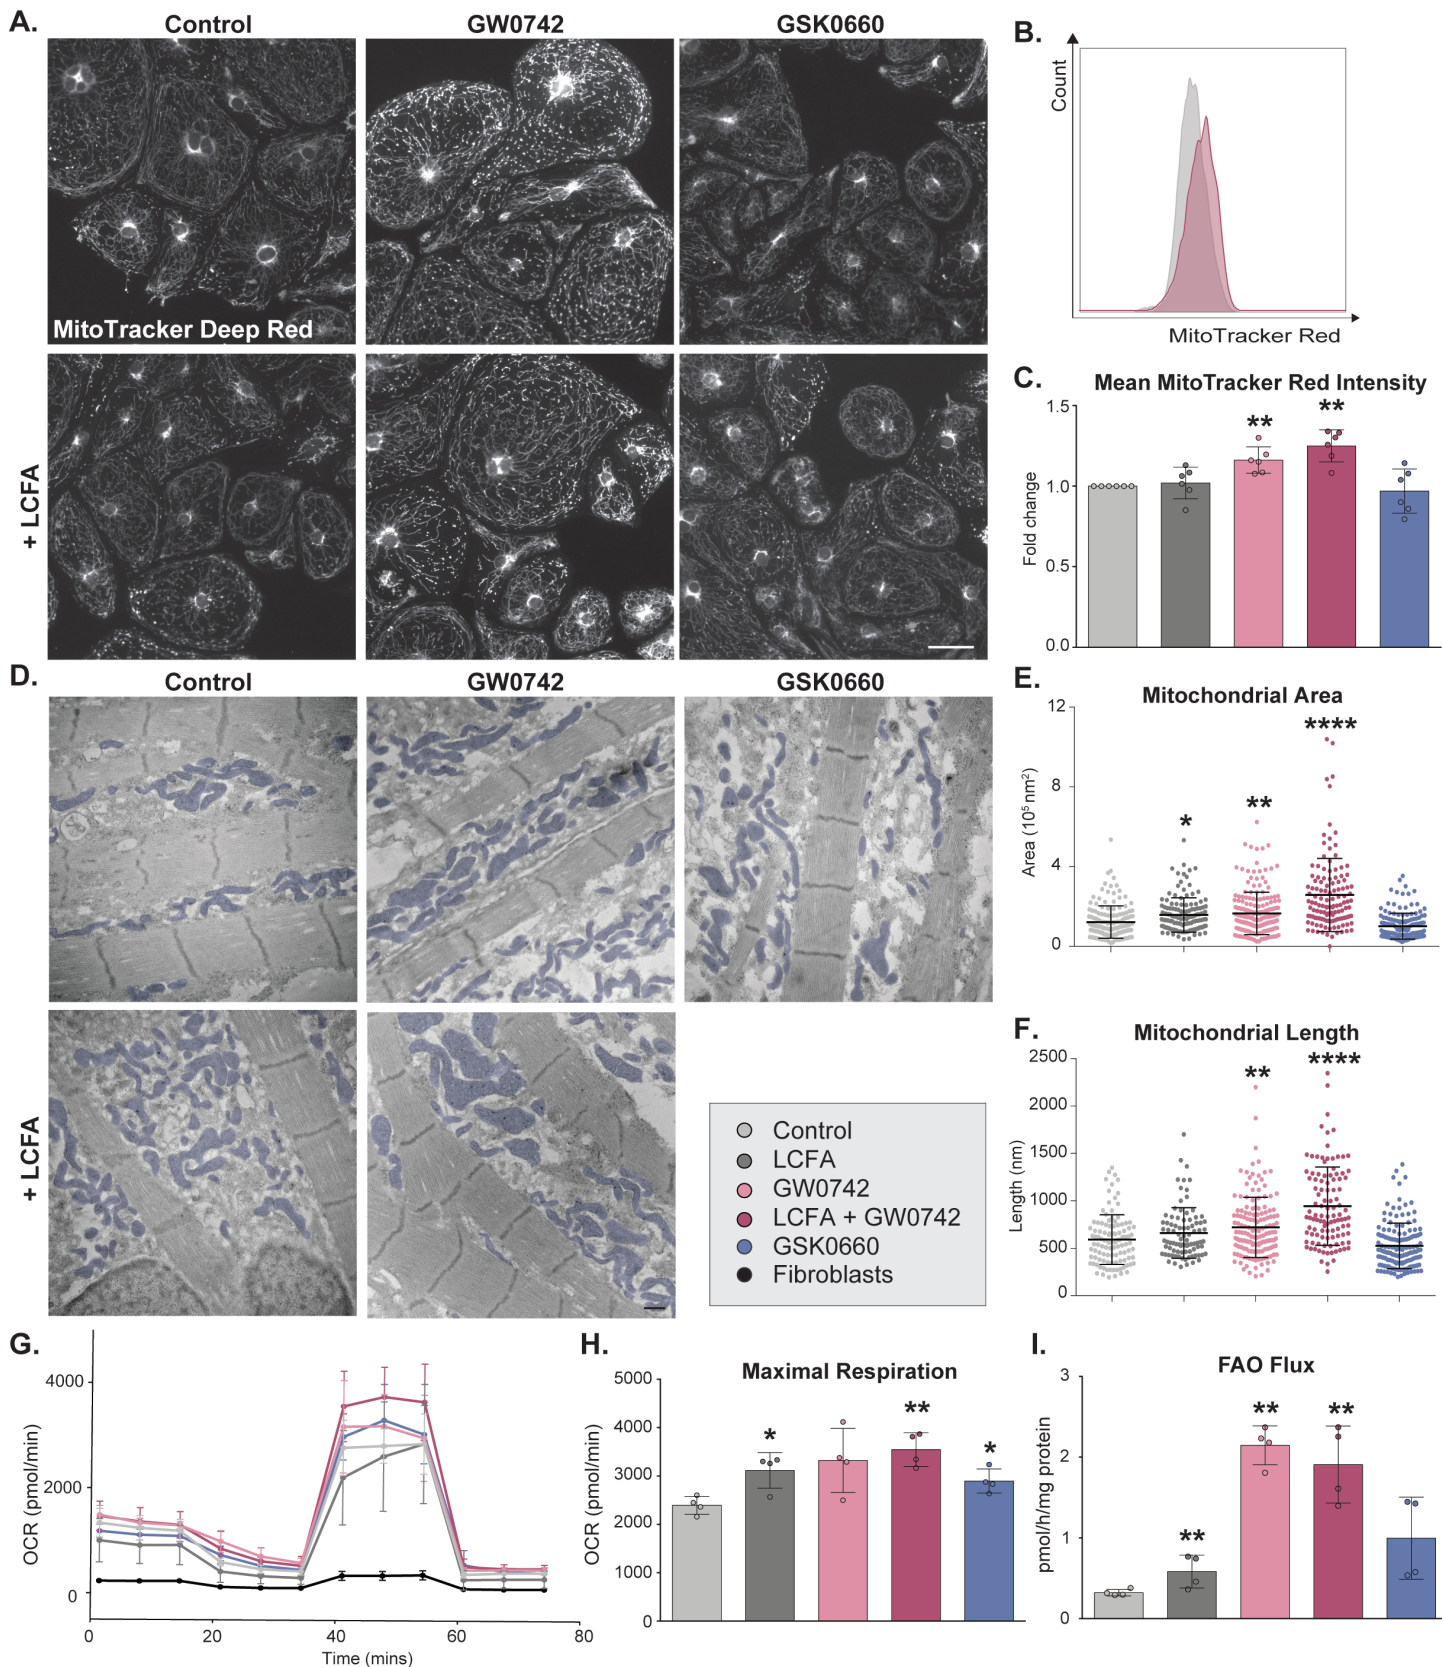 A.
Control
GW0742
GSK0660
MitoTracker Deep Red
+ LCFA
B.
Count
MitoTracker Red
C.
Mean MitoTracker Red Intensity
**
**
1.5
1.0
0.5
0.0
Fold change
D.
Control
GW0742
GSK0660
+ LCFA
E.
Mitochondrial Area
12
8
4
0
Area (10⁵ nm²)
*
**
****
F.
Mitochondrial Length
2500
2000
1500
1000
500
0
Length (nm)
**
****
Control
LCFA
GW0742
LCFA + GW0742
GSK0660
Fibroblasts
G.
4000
2000
0
OCR (pmol/min)
0
20
40
60
80
Time (mins)
H.
Maximal Respiration
5000
4000
3000
2000
1000
0
OCR (pmol/min)
*
**
*
I.
FAO Flux
3
2
1
0
pmol/h/mg protein
**
**
**